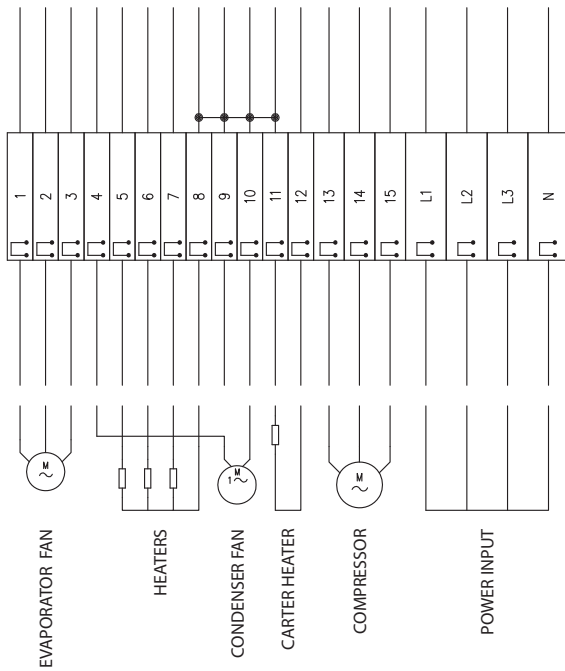 1
2
3
4
5
6
7
8
9
10
11
12
13
14
15
L1
L2
L3
N
M
M
1
M
EVAPORATOR FAN
HEATERS
CONDENSER FAN
CARTER HEATER
COMPRESSOR
POWER INPUT